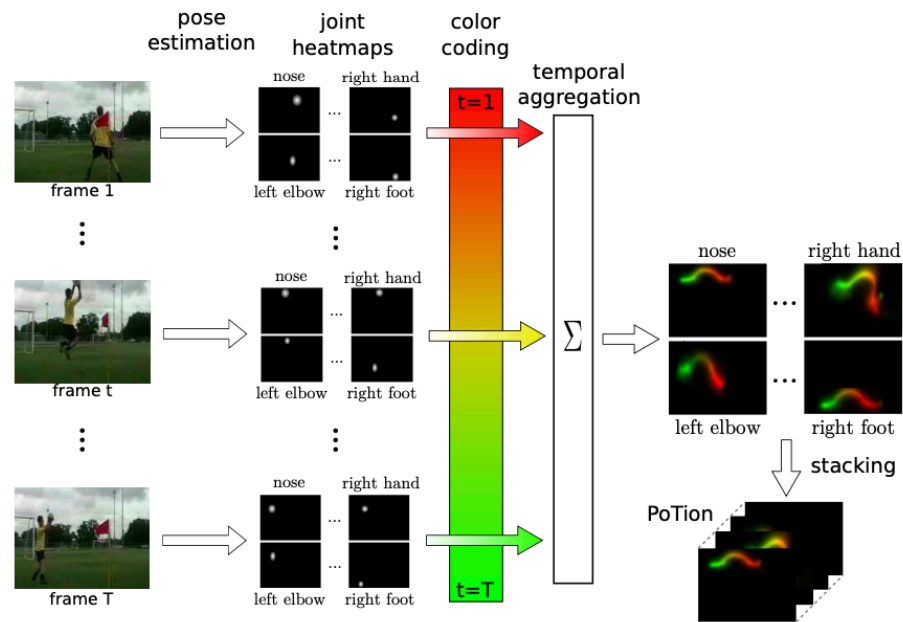 pose
estimation
joint
heatmaps
color
coding
temporal
aggregation
nose
right hand
...
...
left elbow
right foot
frame 1
t=1
⋮
⋮
nose
right hand
...
...
left elbow
right foot
frame t
⋮
⋮
nose
right hand
...
...
left elbow
right foot
frame T
t=T
∑
nose
right hand
...
...
left elbow
right foot
stacking
PoTion